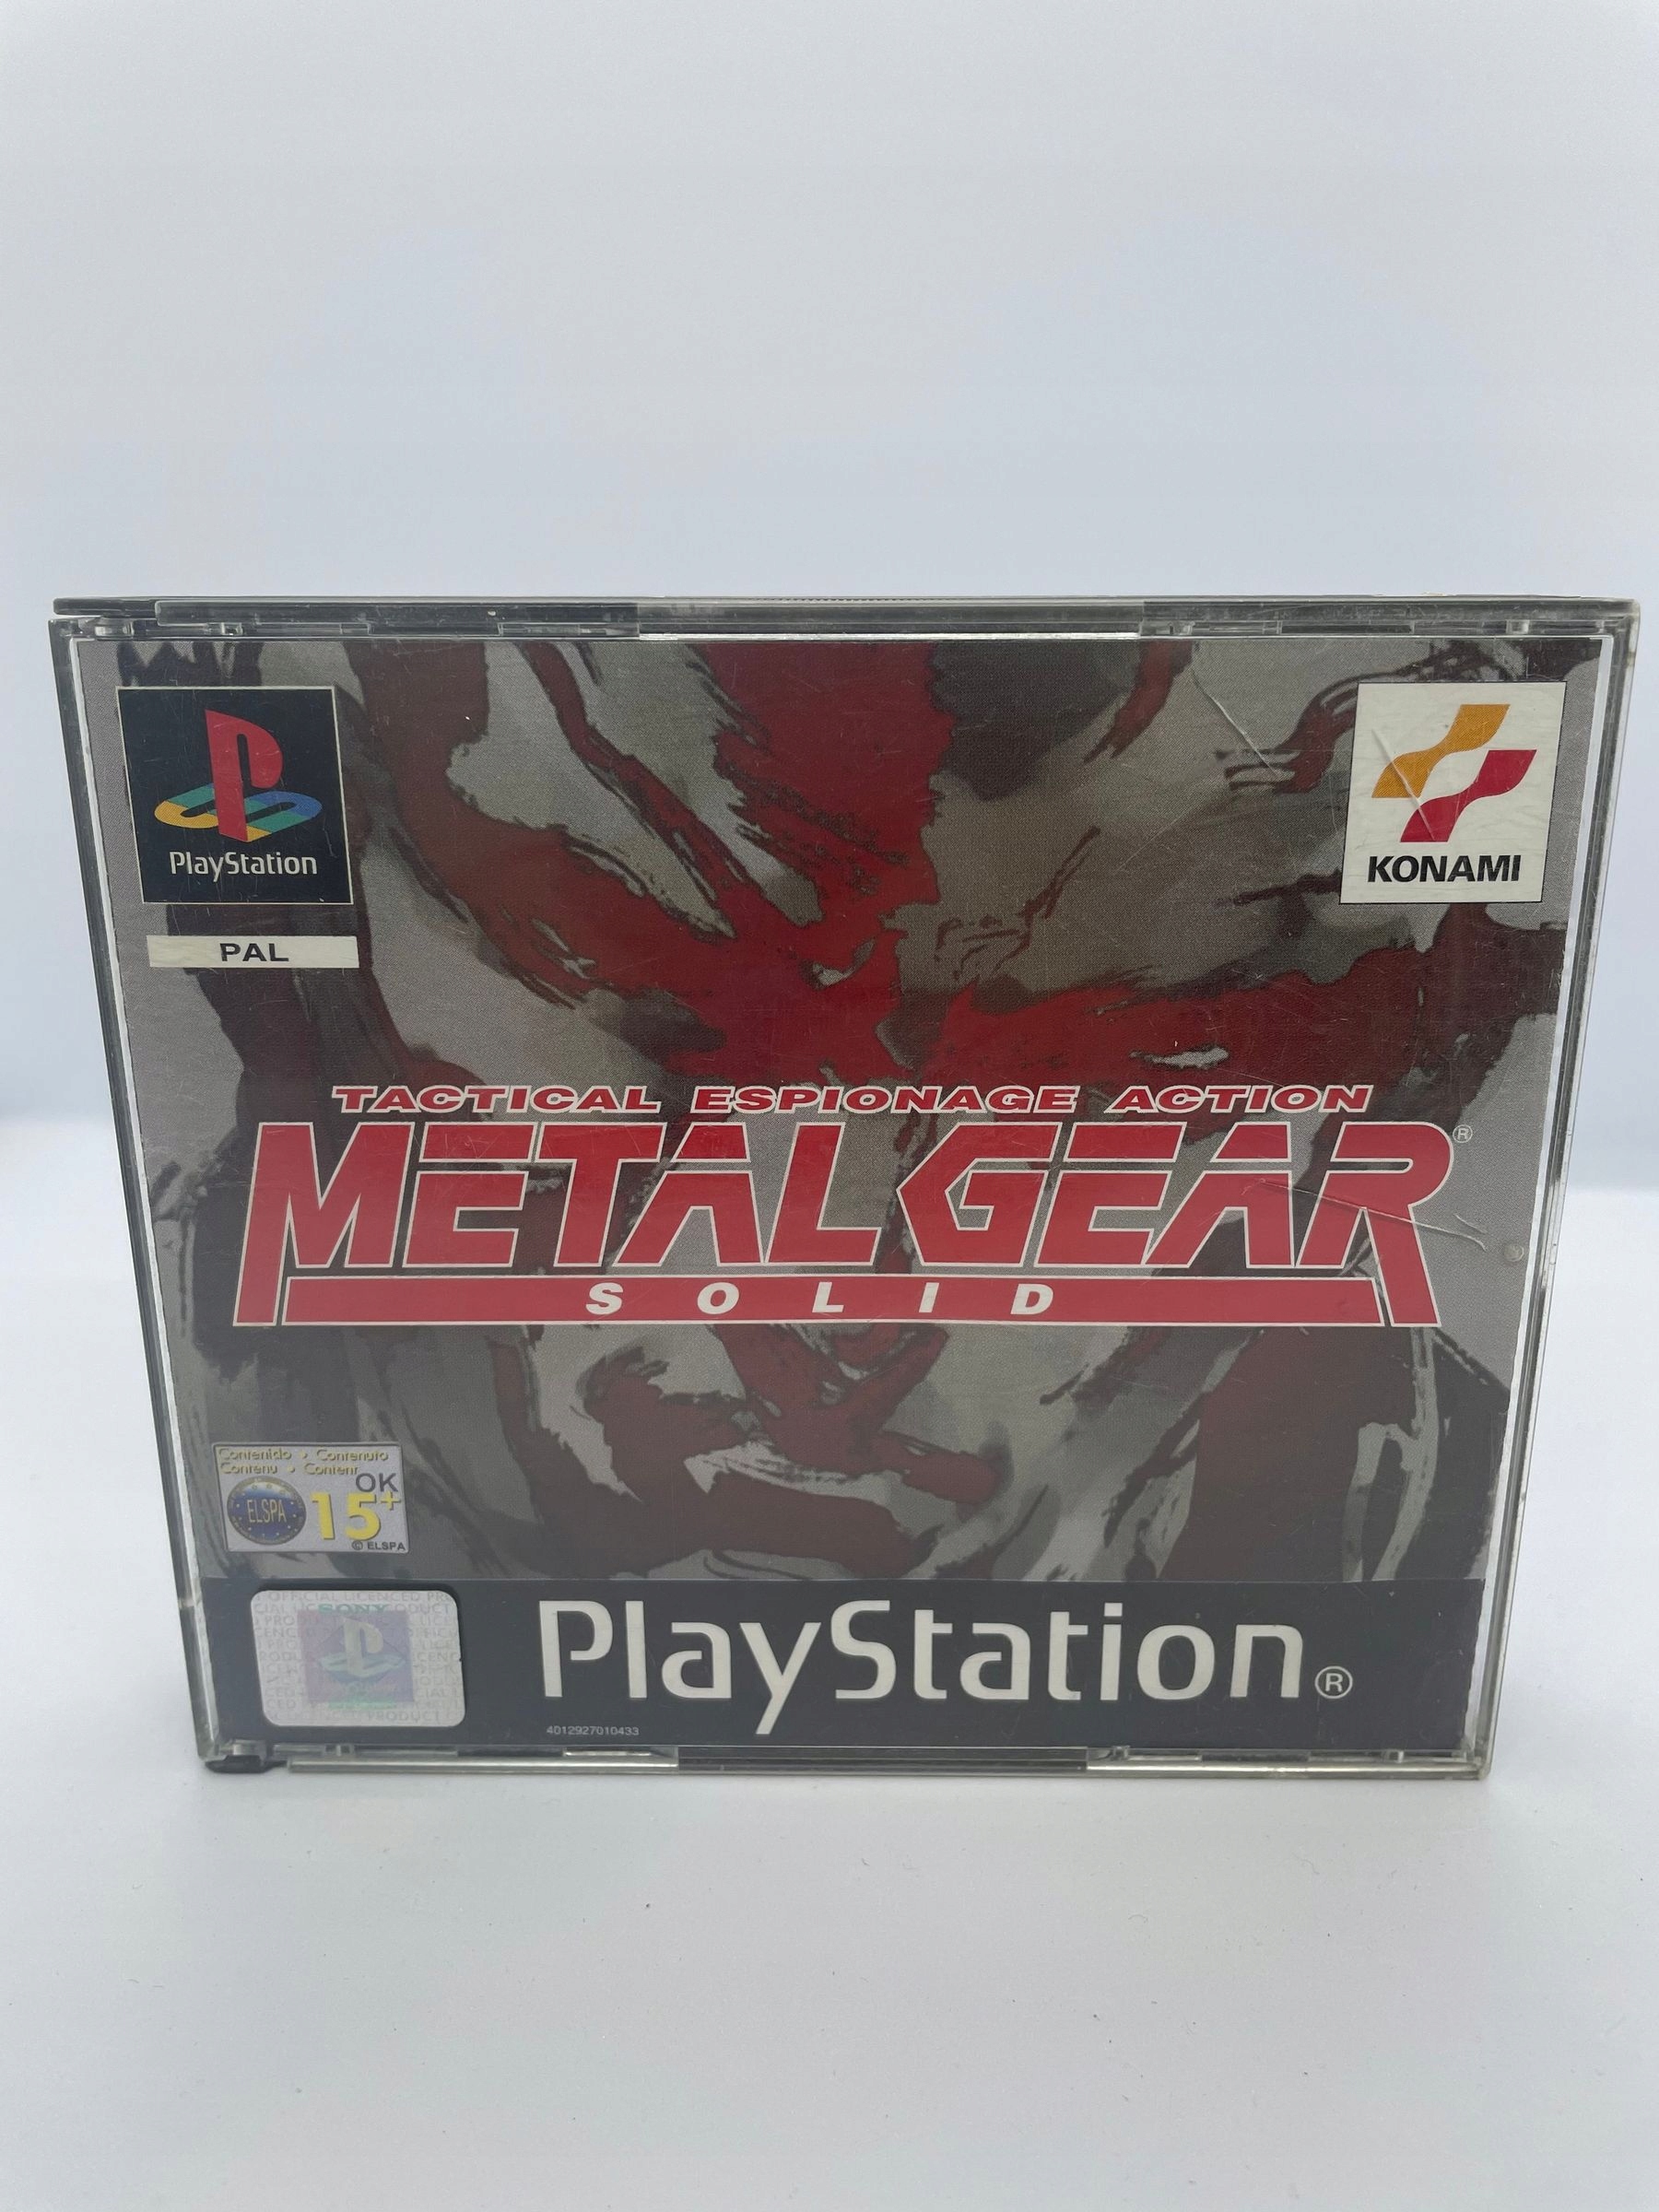 PlayStation
KONAMI
PAL
TACTICAL ESPIONAGE ACTION
METAL GEAR ®
SOLID
Contenido • Contenuto
Contenu • Content
OK
ELSPA
15+
© ELSPA
SONY
PlayStation®
4012927010433